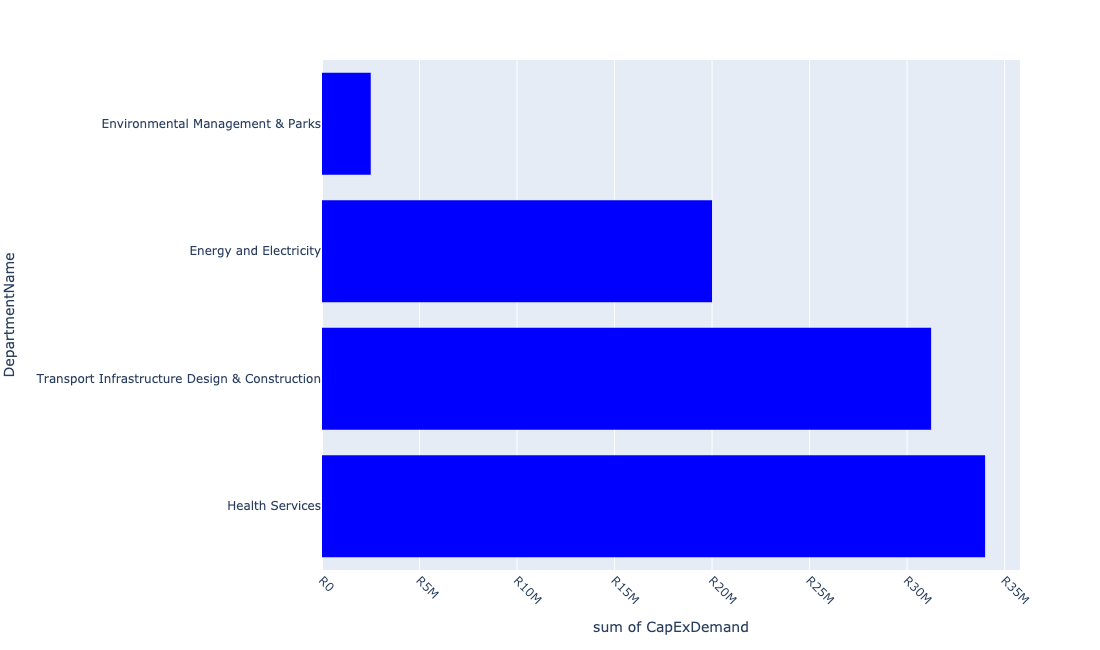 Environmental Management & Parks
Energy and Electricity
Transport Infrastructure Design & Construction
Health Services
DepartmentName
R0
R5M
R10M
R15M
R20M
R25M
R30M
R35M
sum of CapExDemand